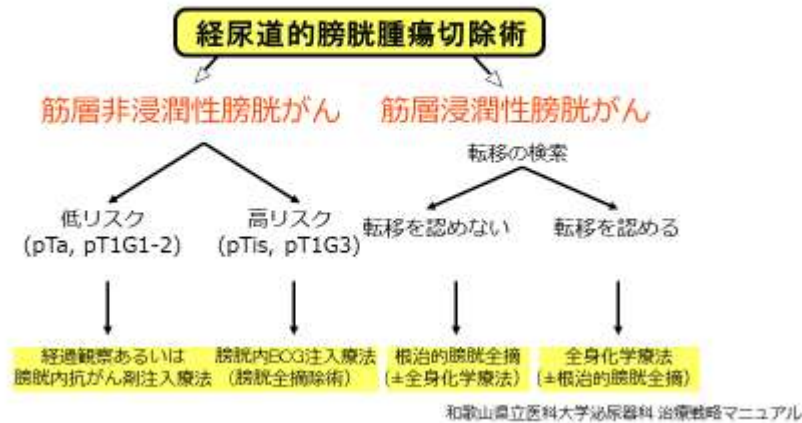 経尿道的膀胱腫瘍切除術
筋層非浸潤性膀胱がん
筋層浸潤性膀胱がん
転移の検索
低リスク
(pTa, pT1G1-2)
高リスク
(pTis, pT1G3)
転移を認めない
転移を認める
経過観察あるいは
膀胱内抗がん剤注入療法
膀胱内BCG注入療法
(膀胱全摘除術)
根治的膀胱全摘
(±全身化学療法)
全身化学療法
(±根治的膀胱全摘)
和歌山県立医科大学泌尿器科 治療戦略マニュアル